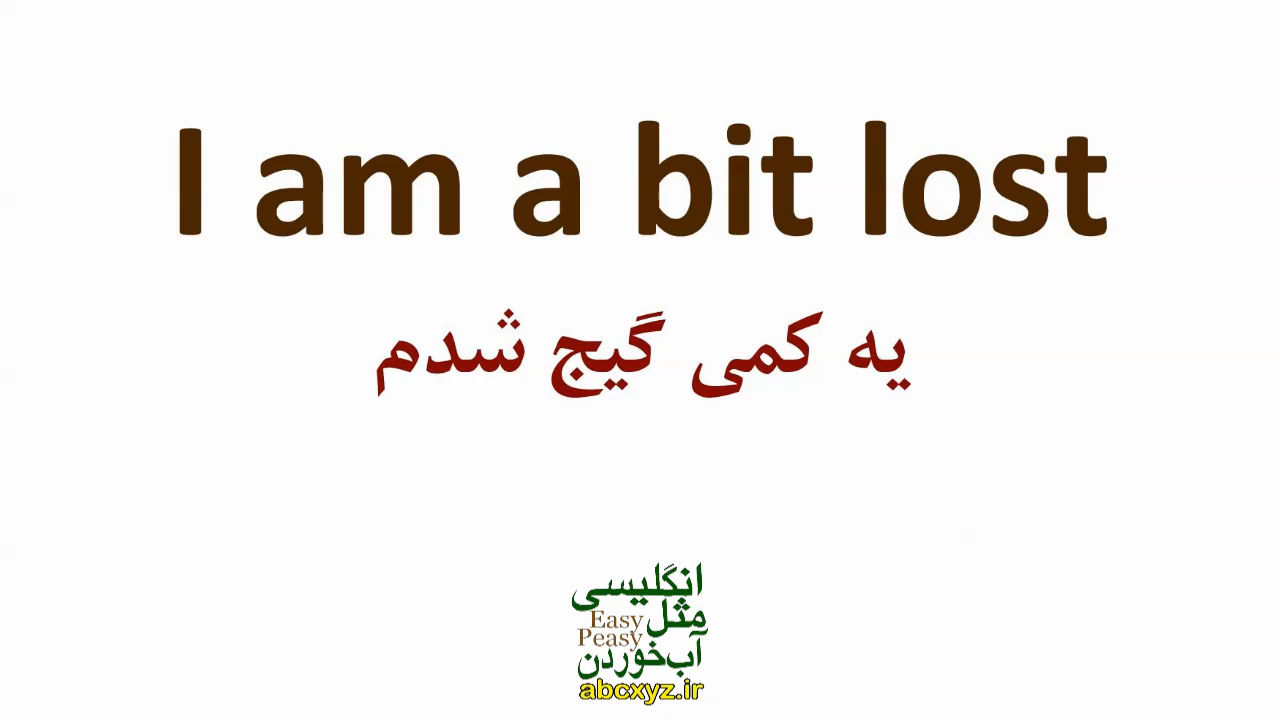 I am a bit lost
یه کمی گیج شدم
انگلیسی
مثل Easy
Peasy
آب‌خوردن
abcxyz.ir